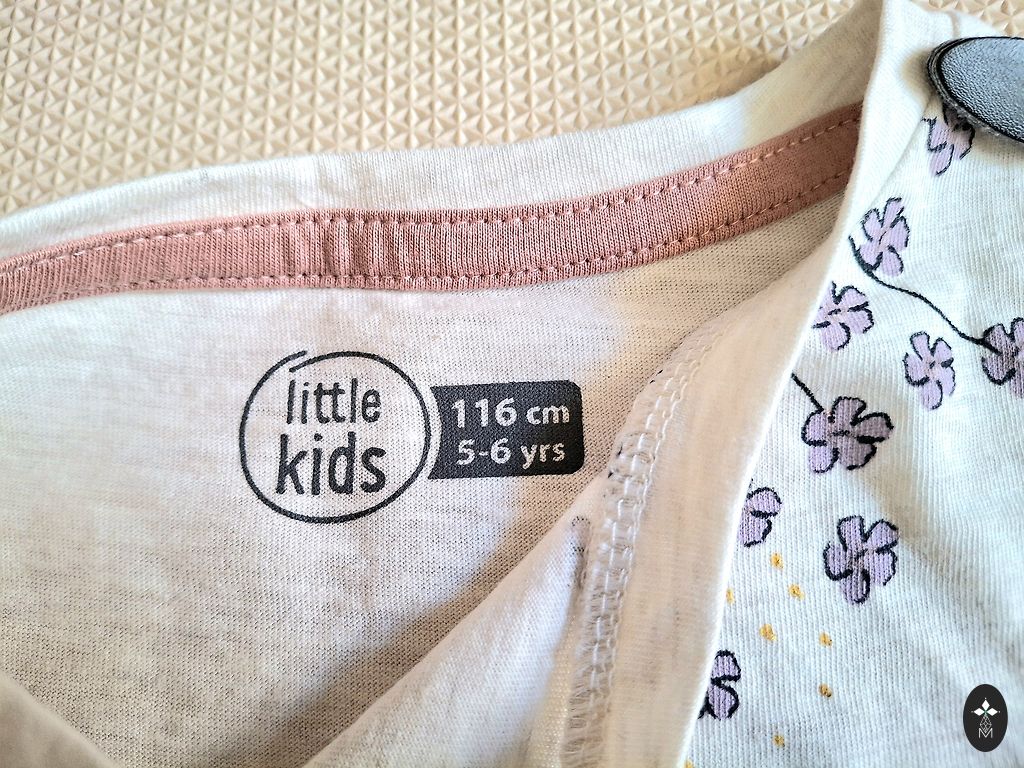 little
kids
116 cm
5-6 yrs
M